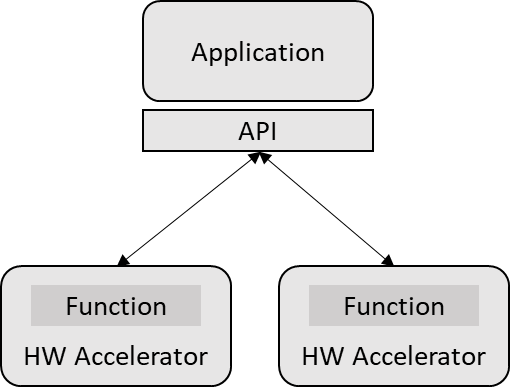 Application
API
Function
HW Accelerator
Function
HW Accelerator